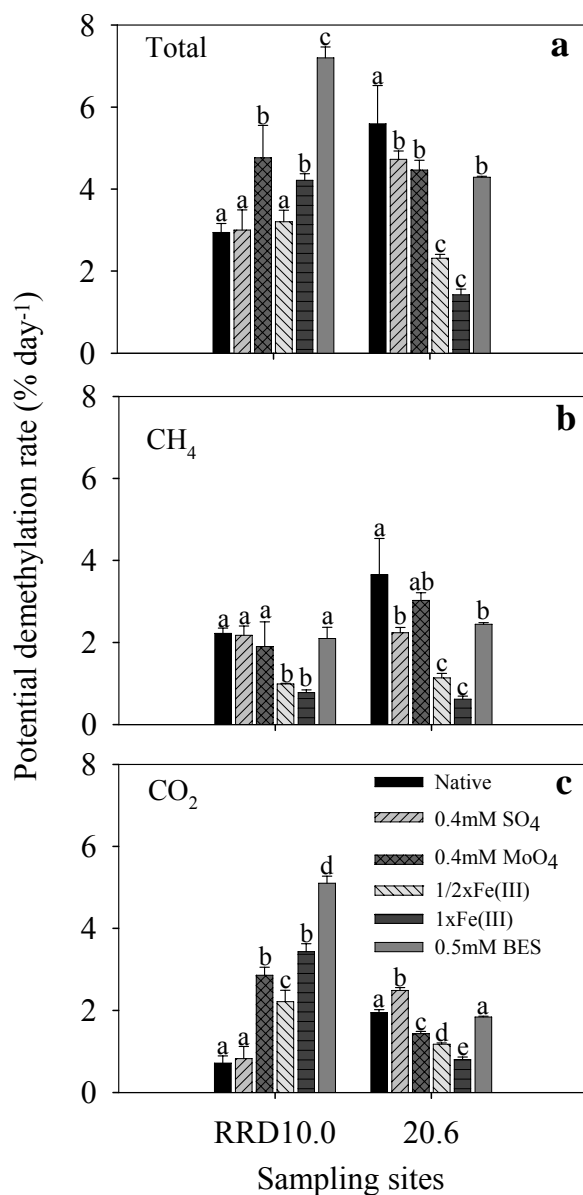 Potential demethylation rate (% day-1)
Total a
8
6
4
2
0
a a b a b c
a b b c c b
CH4 b
8
6
4
2
0
a a a b b a
a b ab c c b
CO2 c
8
6
4
2
0
Native
0.4mM SO4
0.4mM MoO4
1/2xFe(III)
1xFe(III)
0.5mM BES
a a b c b d
a b c d e a
RRD10.0 20.6
Sampling sites